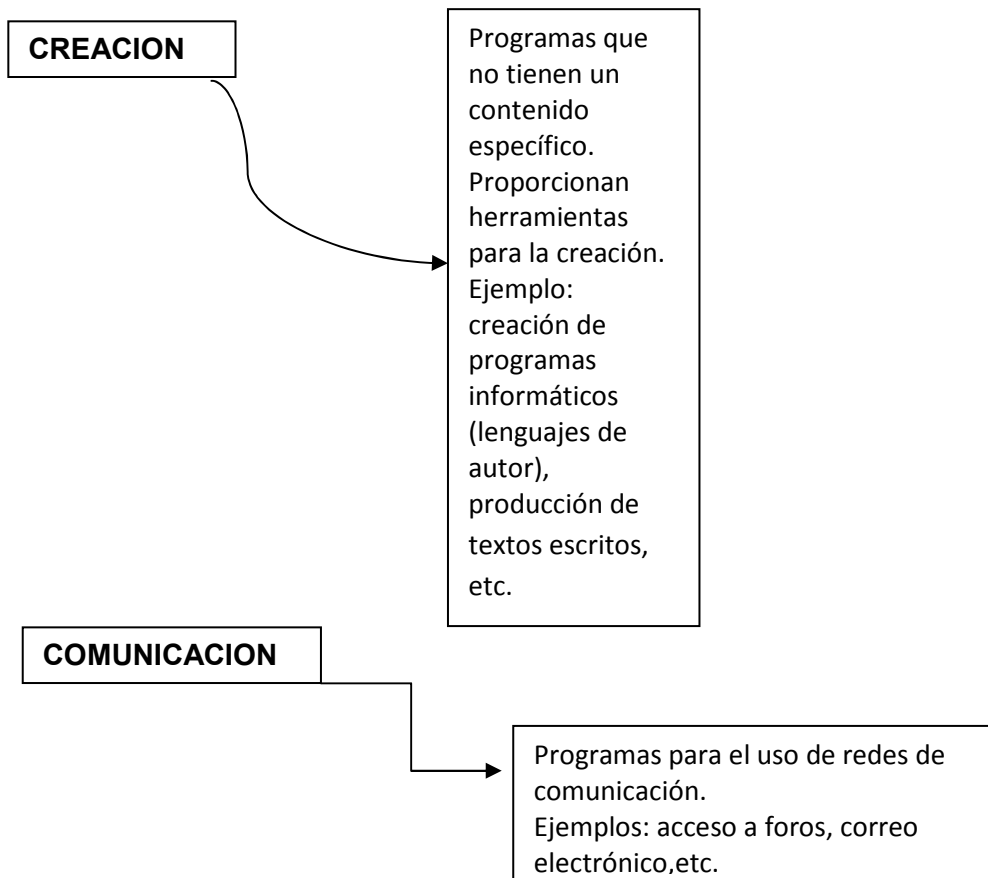 CREACION
Programas que
no tienen un
contenido
específico.
Proporcionan
herramientas
para la creación.
Ejemplo:
creación de
programas
informáticos
(lenguajes de
autor),
producción de
textos escritos,
etc.
COMUNICACION
Programas para el uso de redes de
comunicación.
Ejemplos: acceso a foros, correo
electrónico,etc.